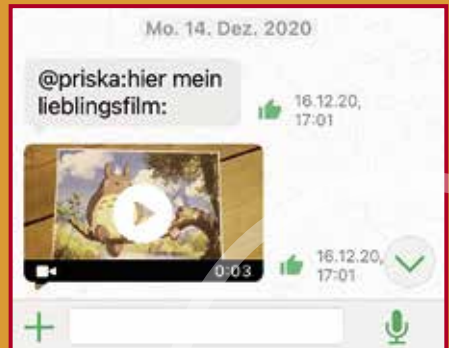 Mo. 14. Dez. 2020
@priska:hier mein
lieblingsfilm:
16.12.20,
17:01
0:03
16.12.20,
17:01